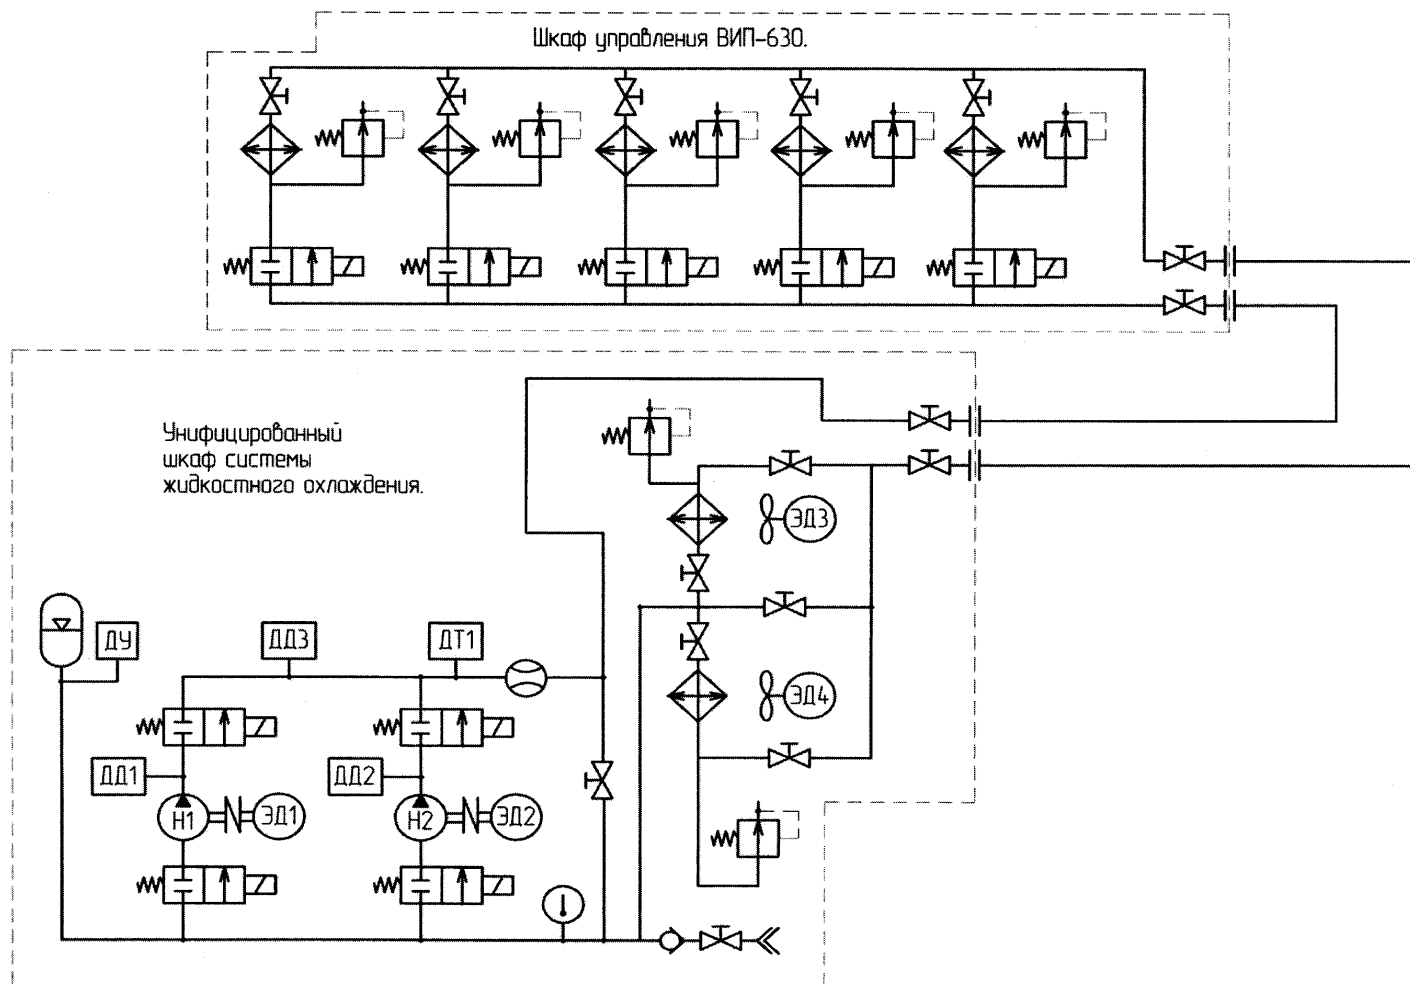 Шкаф управления ВИП-630.
Унифицированный
шкаф системы
жидкостного охлаждения.
ЭД3
ДУ
ДД3
ДТ1
ЭД4
ДД1
ДД2
Н1
ЭД1
Н2
ЭД2